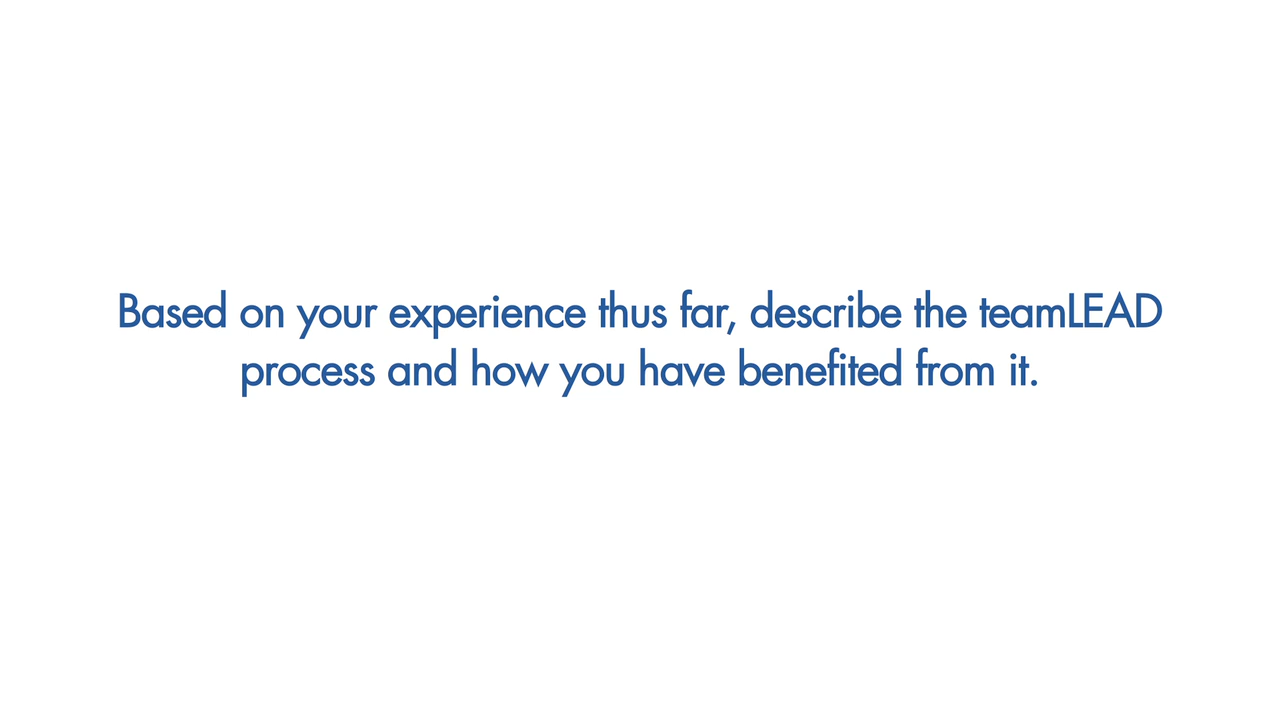 Based on your experience thus far, describe the teamLEAD
process and how you have benefited from it.